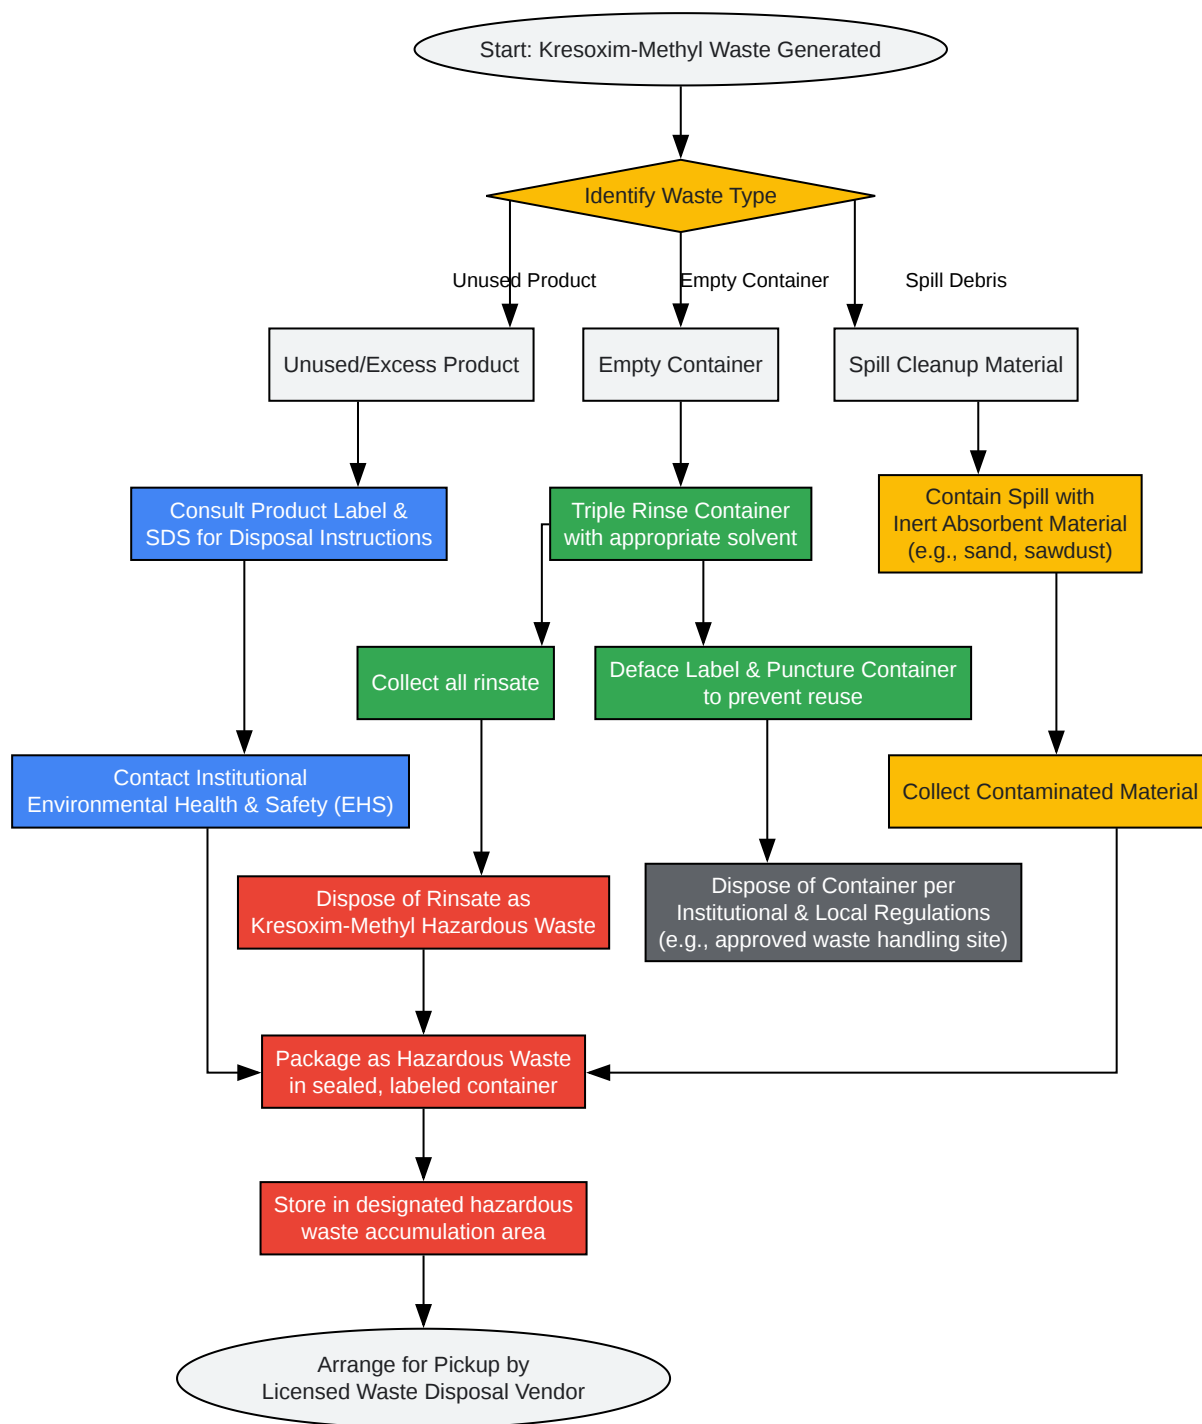 Start: Kresoxim-Methyl Waste Generated
Identify Waste Type
Unused Product
Empty Container
Spill Debris
Unused/Excess Product
Empty Container
Spill Cleanup Material
Consult Product Label &
SDS for Disposal Instructions
Triple Rinse Container
with appropriate solvent
Contain Spill with
Inert Absorbent Material
(e.g., sand, sawdust)
Collect all rinsate
Deface Label & Puncture Container
to prevent reuse
Contact Institutional
Environmental Health & Safety (EHS)
Collect Contaminated Material
Dispose of Rinsate as
Kresoxim-Methyl Hazardous Waste
Dispose of Container per
Institutional & Local Regulations
(e.g., approved waste handling site)
Package as Hazardous Waste
in sealed, labeled container
Store in designated hazardous
waste accumulation area
Arrange for Pickup by
Licensed Waste Disposal Vendor